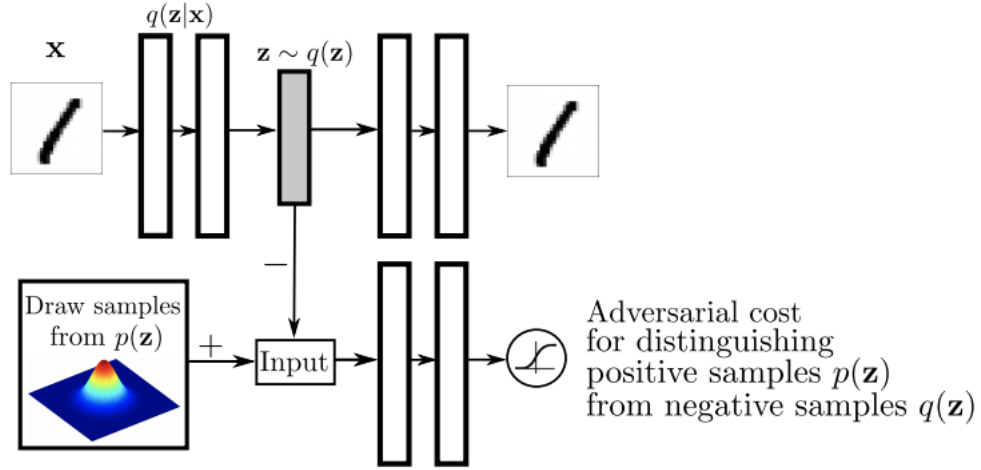 q(z|x)
x
z ∼ q(z)
−
Draw samples
from p(z)
+
Input
Adversarial cost
for distinguishing
positive samples p(z)
from negative samples q(z)